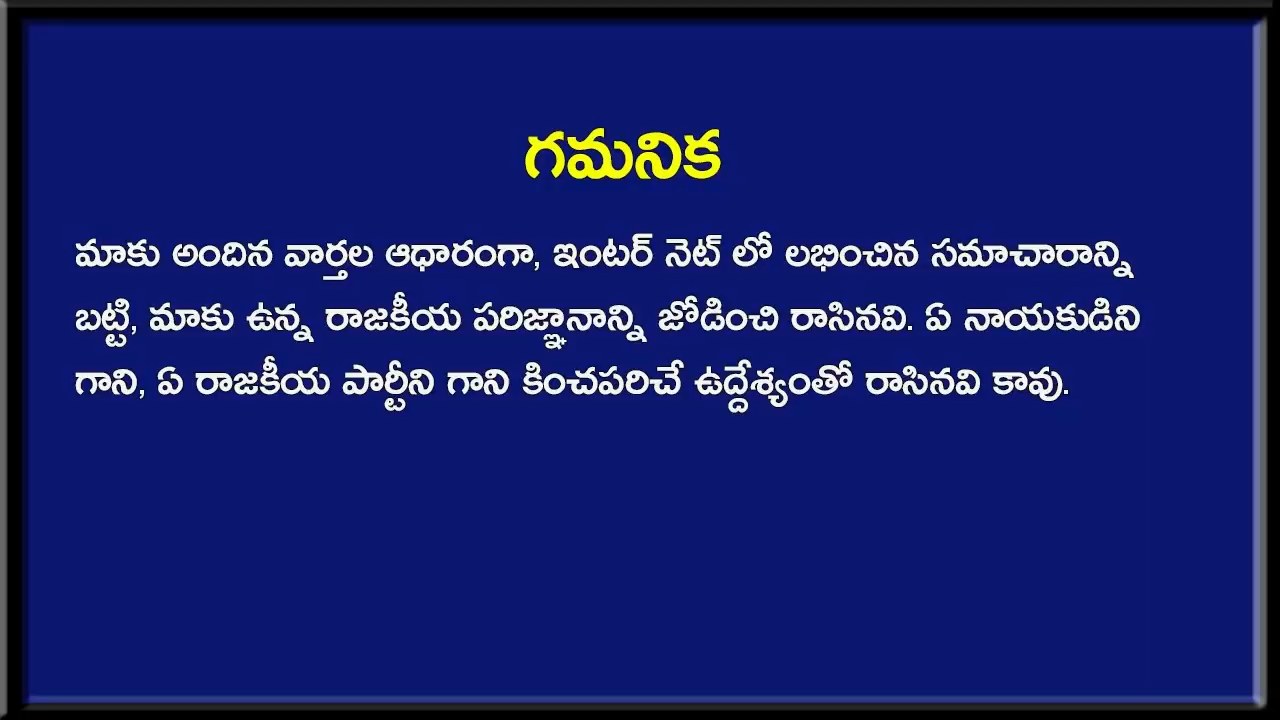 గమనిక
మాకు అందిన వార్తల ఆధారంగా, ఇంటర్ నెట్ లో లభించిన సమాచారాన్ని
బట్టి, మాకు ఉన్న రాజకీయ పరిజ్ఞానాన్ని జోడించి రాసినవి. ఏ నాయకుడిని
గాని, ఏ రాజకీయ పార్టీని గాని కించపరిచే ఉద్దేశ్యంతో రాసినవి కావు.